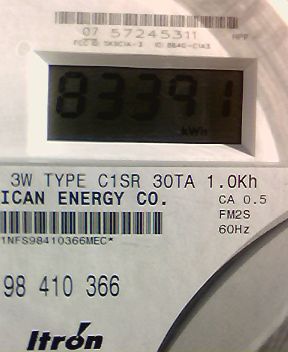 07 57245311
83391
kWh
3W TYPE C1SR 30TA 1.0Kh
ICAN ENERGY CO.
CA 0.5
FM2S
60Hz
1NFS98410366MEC*
98 410 366
Itrón